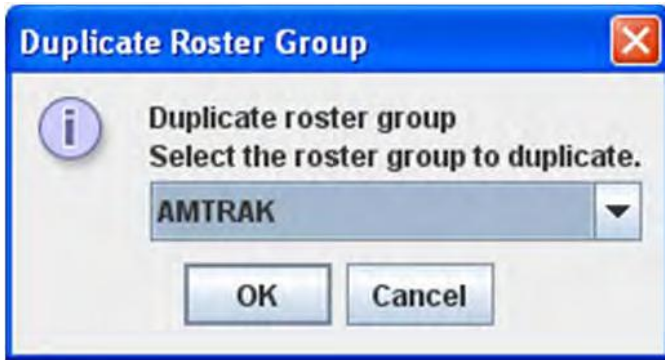 Duplicate Roster Group
Duplicate roster group
Select the roster group to duplicate.
AMTRAK
OK
Cancel